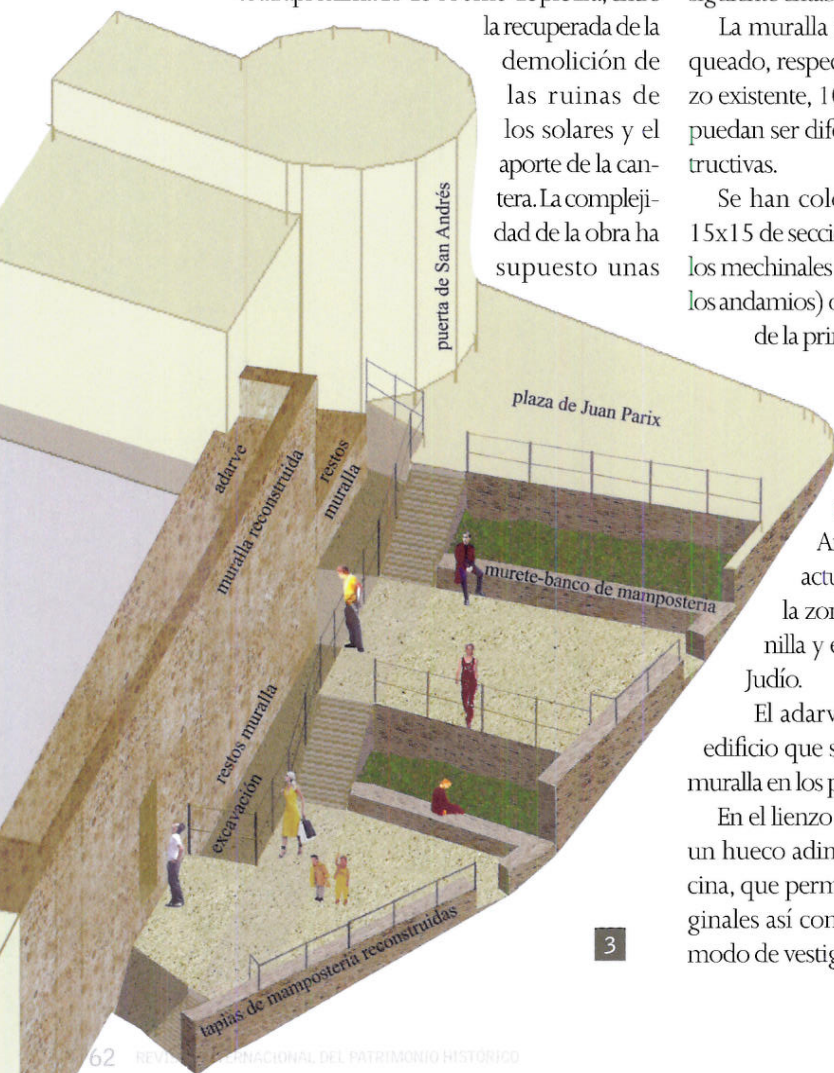 la recuperada de la
demolición de
las ruinas de
los solares y el
aporte de la can-
tera. La compleji-
dad de la obra ha
supuesto unas
La muralla
queado, respec
zo existente, 10
puedan ser dife
tructivas.
Se han colo
15x15 de secci
los mechinales
los andamios) c
de la prin
actu
la zon
nilla y e
Judío.
El adarv
edificio que s
muralla en los p
En el lienzo
un hueco adin
cina, que perm
ginales así con
modo de vestig
puerta de San Andrés
plaza de Juan Parix
adarve
muralla reconstruida
restos
muralla
murete-banco de mampostería
restos muralla
excavación
tapias de mampostería reconstruidas
3
62 INTERNACIONAL DEL PATRIMONIO HISTÓRICO